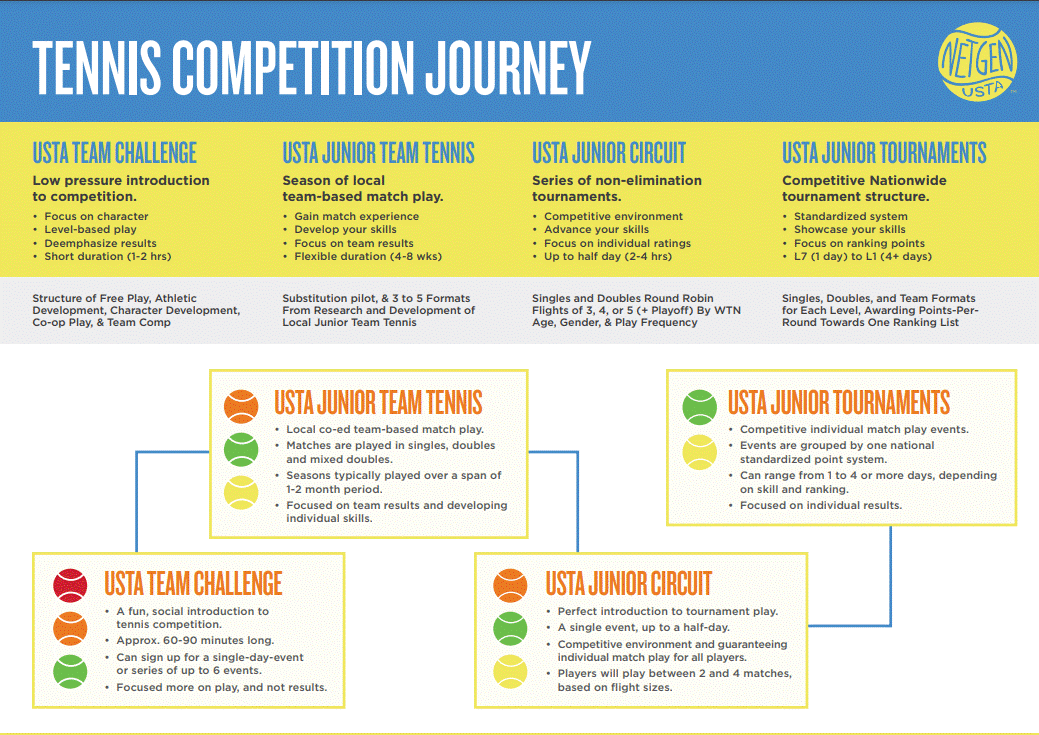 TENNIS COMPETITION JOURNEY
NETGEN
USTA
USTA TEAM CHALLENGE
Low pressure introduction
to competition.
• Focus on character
• Level-based play
• Deemphasize results
• Short duration (1-2 hrs)
USTA JUNIOR TEAM TENNIS
Season of local
team-based match play.
• Gain match experience
• Develop your skills
• Focus on team results
• Flexible duration (4-8 wks)
USTA JUNIOR CIRCUIT
Series of non-elimination
tournaments.
• Competitive environment
• Advance your skills
• Focus on individual ratings
• Up to half day (2-4 hrs)
USTA JUNIOR TOURNAMENTS
Competitive Nationwide
tournament structure.
• Standardized system
• Showcase your skills
• Focus on ranking points
• L7 (1 day) to L1 (4+ days)
Structure of Free Play, Athletic
Development, Character Development,
Co-op Play, & Team Comp
Substitution pilot, & 3 to 5 Formats
From Research and Development of
Local Junior Team Tennis
Singles and Doubles Round Robin
Flights of 3, 4, or 5 (+ Playoff) By WTN
Age, Gender, & Play Frequency
Singles, Doubles, and Team Formats
for Each Level, Awarding Points-Per-
Round Towards One Ranking List
USTA JUNIOR TEAM TENNIS
• Local co-ed team-based match play.
• Matches are played in singles, doubles
and mixed doubles.
• Seasons typically played over a span of
1-2 month period.
• Focused on team results and developing
individual skills.
USTA JUNIOR TOURNAMENTS
• Competitive individual match play events.
• Events are grouped by one national
standardized point system.
• Can range from 1 to 4 or more days, depending
on skill and ranking.
• Focused on individual results.
USTA TEAM CHALLENGE
• A fun, social introduction to
tennis competition.
• Approx. 60-90 minutes long.
• Can sign up for a single-day-event
or series of up to 6 events.
• Focused more on play, and not results.
USTA JUNIOR CIRCUIT
• Perfect introduction to tournament play.
• A single event, up to a half-day.
• Competitive environment and guaranteeing
individual match play for all players.
• Players will play between 2 and 4 matches,
based on flight sizes.